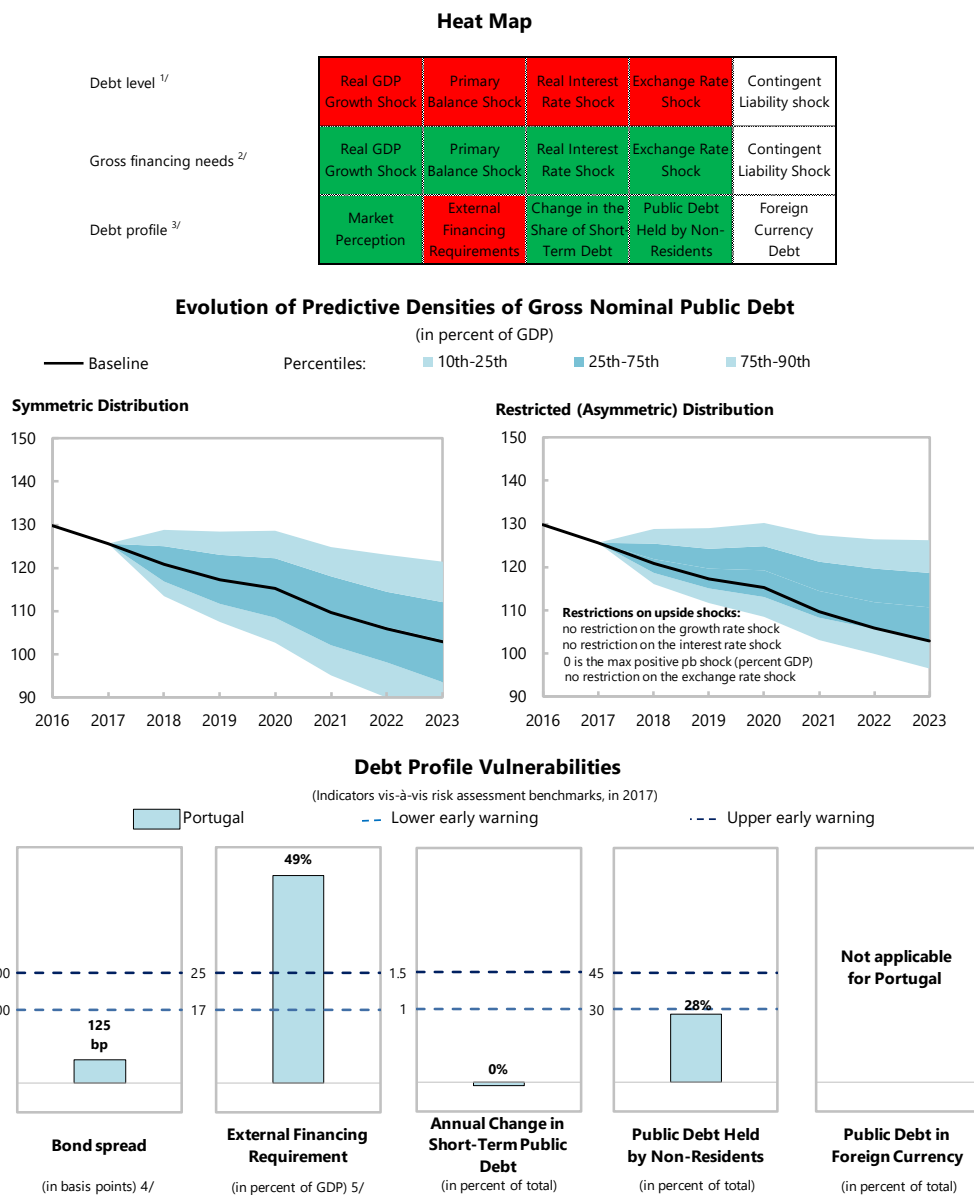 Heat Map
Debt level 1/
Real GDP Growth Shock
Primary Balance Shock
Real Interest Rate Shock
Exchange Rate Shock
Contingent Liability shock
Gross financing needs 2/
Real GDP Growth Shock
Primary Balance Shock
Real Interest Rate Shock
Exchange Rate Shock
Contingent Liability Shock
Debt profile 3/
Market Perception
External Financing Requirements
Change in the Share of Short Term Debt
Public Debt Held by Non-Residents
Foreign Currency Debt
Evolution of Predictive Densities of Gross Nominal Public Debt
(in percent of GDP)
Baseline Percentiles: 10th-25th 25th-75th 75th-90th
Symmetric Distribution
150
140
130
120
110
100
90
2016 2017 2018 2019 2020 2021 2022 2023
Restricted (Asymmetric) Distribution
150
140
130
120
110
100
90
Restrictions on upside shocks:
no restriction on the growth rate shock
no restriction on the interest rate shock
0 is the max positive pb shock (percent GDP)
no restriction on the exchange rate shock
2016 2017 2018 2019 2020 2021 2022 2023
Debt Profile Vulnerabilities
(Indicators vis-à-vis risk assessment benchmarks, in 2017)
Portugal Lower early warning Upper early warning
00
00
125
bp
Bond spread
(in basis points) 4/
49%
25
17
External Financing
Requirement
(in percent of GDP) 5/
1.5
1
0%
Annual Change in
Short-Term Public
Debt
(in percent of total)
45
30
28%
Public Debt Held
by Non-Residents
(in percent of total)
Not applicable
for Portugal
Public Debt in
Foreign Currency
(in percent of total)